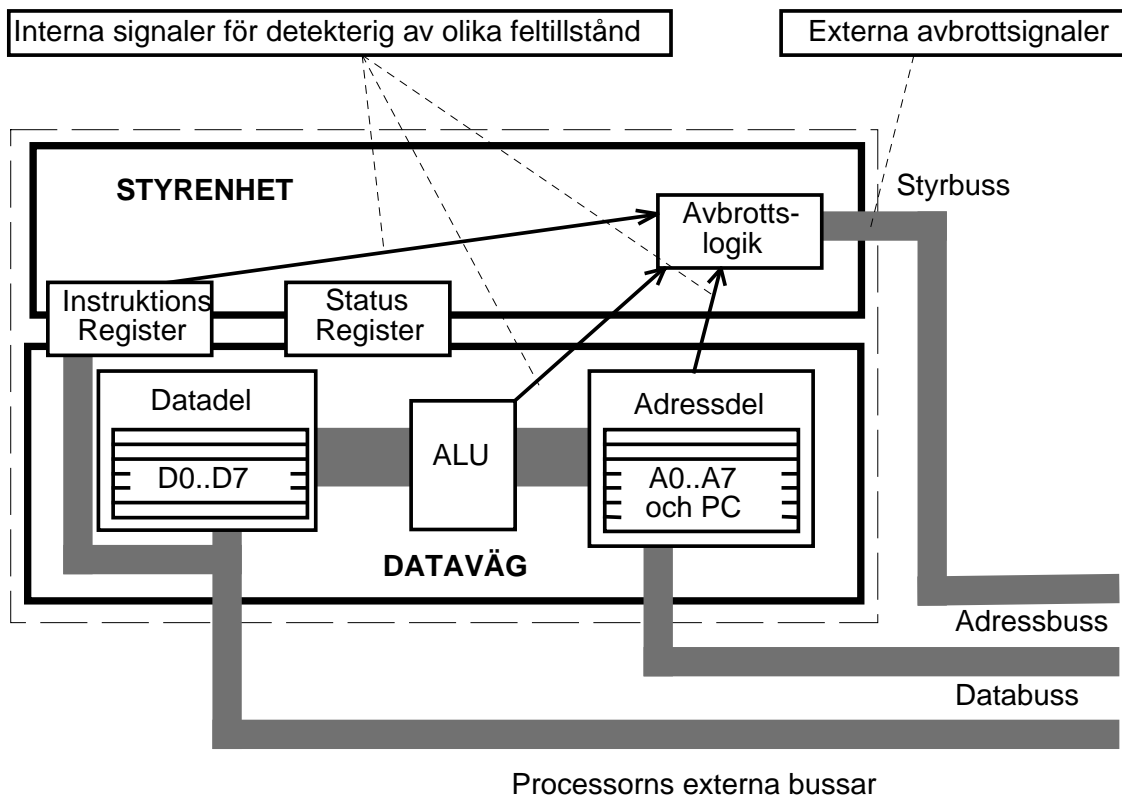 Interna signaler för detekterig av olika feltillstånd
Externa avbrottsignaler
STYRENHET
Styrbuss
Avbrotts-
logik
Instruktions
Register
Status
Register
Datadel
D0..D7
ALU
Adressdel
A0..A7
och PC
DATAVÄG
Adressbuss
Databuss
Processorns externa bussar